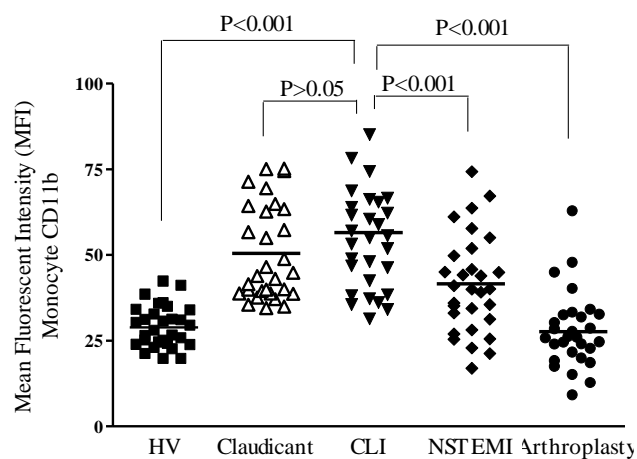 P<0.001
P<0.001
P>0.05
P<0.001
Mean Fluorescent Intensity (MFI)
Monocyte CD11b
100
75
50
25
0
HV
Claudicant
CLI
NSTEMI
Arthroplasty